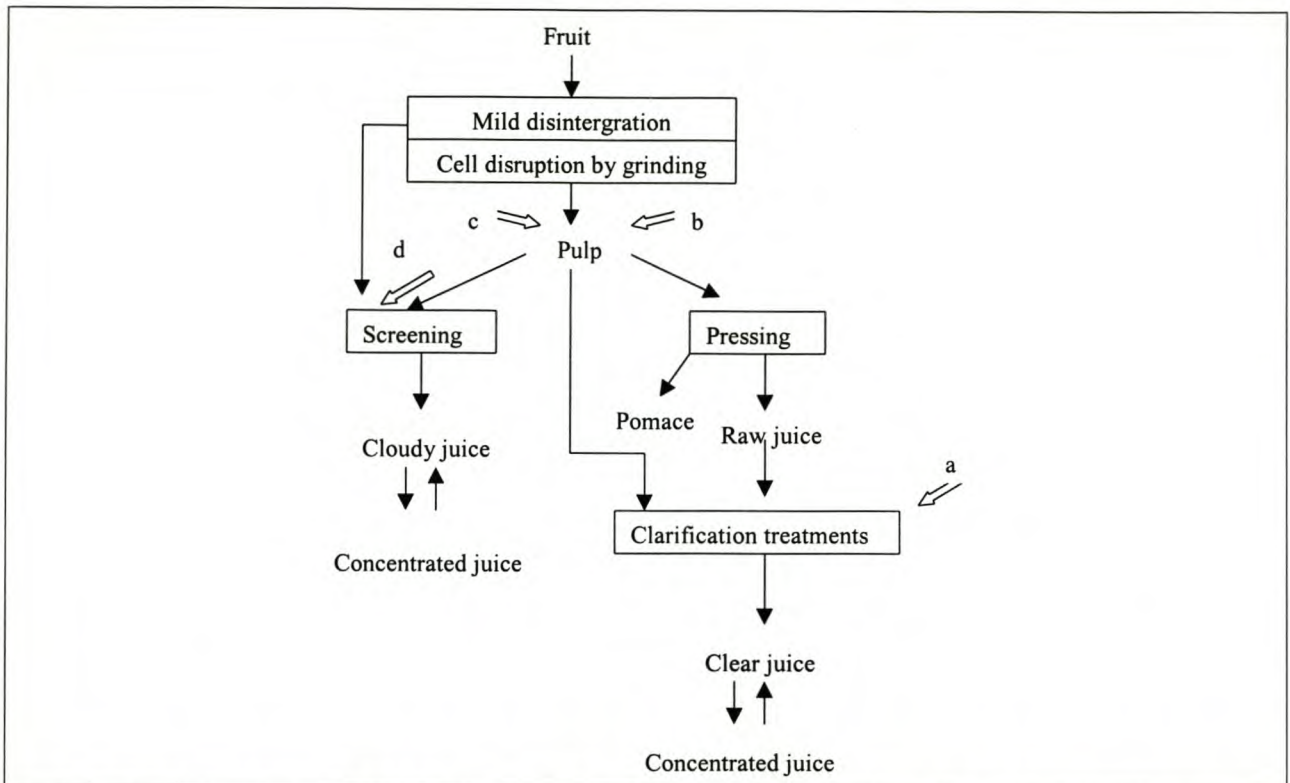 Fruit
Mild disintergration
Cell disruption by grinding
c
b
Pulp
d
Screening
Pressing
Pomace
Raw juice
Cloudy juice
a
Clarification treatments
Concentrated juice
Clear juice
Concentrated juice